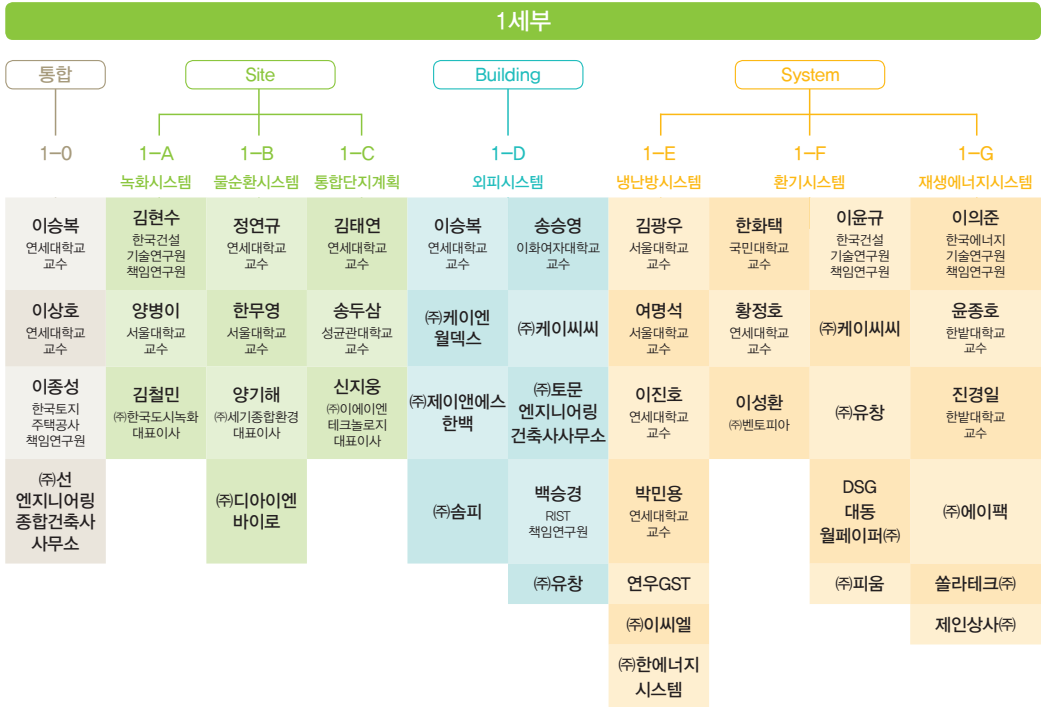 1세부
통합
Site
Building
System
1-0
1-A
1-B
1-C
1-D
1-E
1-F
1-G
녹화시스템
물순환시스템
통합단지계획
외피시스템
냉난방시스템
환기시스템
재생에너지시스템
이승복
연세대학교
교수
이상호
연세대학교
교수
이종성
한국토지
주택공사
책임연구원
㈜선
엔지니어링
종합건축사
사무소
김현수
한국건설
기술연구원
책임연구원
양병이
서울대학교
교수
김철민
㈜한국도시녹화
대표이사
정연규
연세대학교
교수
한무영
서울대학교
교수
양기해
㈜세기종합환경
대표이사
㈜디아이엔
바이로
김태연
연세대학교
교수
송두삼
성균관대학교
교수
신지웅
㈜이에이엔
테크놀로지
대표이사
이승복
연세대학교
교수
㈜케이엔
월덱스
㈜제이앤에스
한백
㈜솜피
송승영
이화여자대학교
교수
㈜케이씨씨
㈜토문
엔지니어링
건축사사무소
백승경
RIST
책임연구원
㈜유창
김광우
서울대학교
교수
여명석
서울대학교
교수
이진호
연세대학교
교수
박민용
연세대학교
교수
연우GST
㈜이씨엘
㈜한에너지
시스템
한화택
국민대학교
교수
황정호
연세대학교
교수
이성환
㈜벤토피아
이윤규
한국건설
기술연구원
책임연구원
㈜케이씨씨
㈜유창
DSG
대동
월페이퍼㈜
㈜피움
이의준
한국에너지
기술연구원
책임연구원
윤종호
한밭대학교
교수
진경일
한밭대학교
교수
㈜에이팩
쏠라테크㈜
제인상사㈜